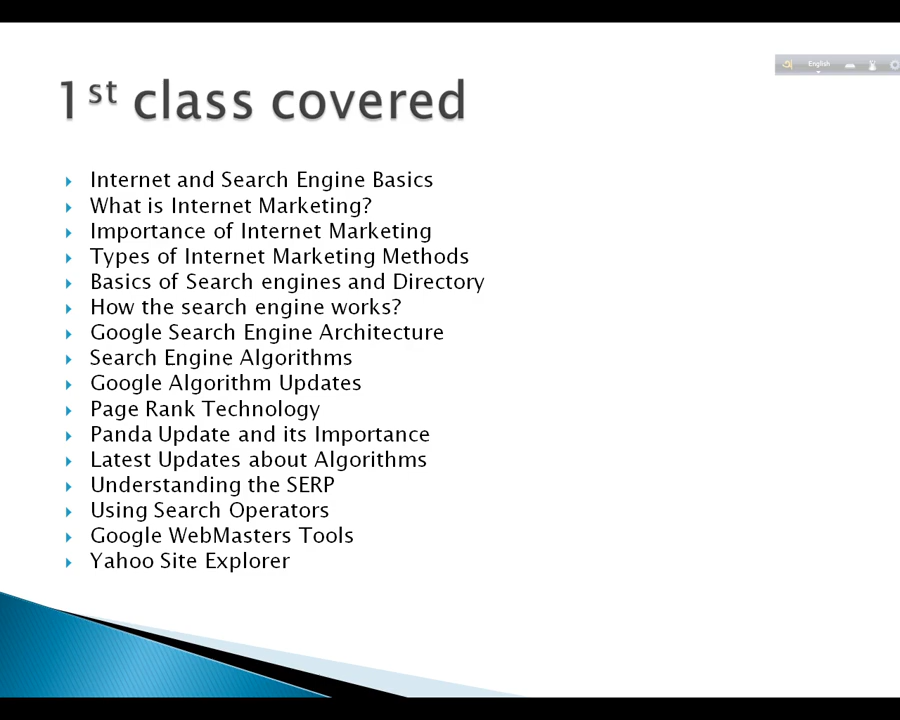 English
1st class covered
Internet and Search Engine Basics
What is Internet Marketing?
Importance of Internet Marketing
Types of Internet Marketing Methods
Basics of Search engines and Directory
How the search engine works?
Google Search Engine Architecture
Search Engine Algorithms
Google Algorithm Updates
Page Rank Technology
Panda Update and its Importance
Latest Updates about Algorithms
Understanding the SERP
Using Search Operators
Google WebMasters Tools
Yahoo Site Explorer